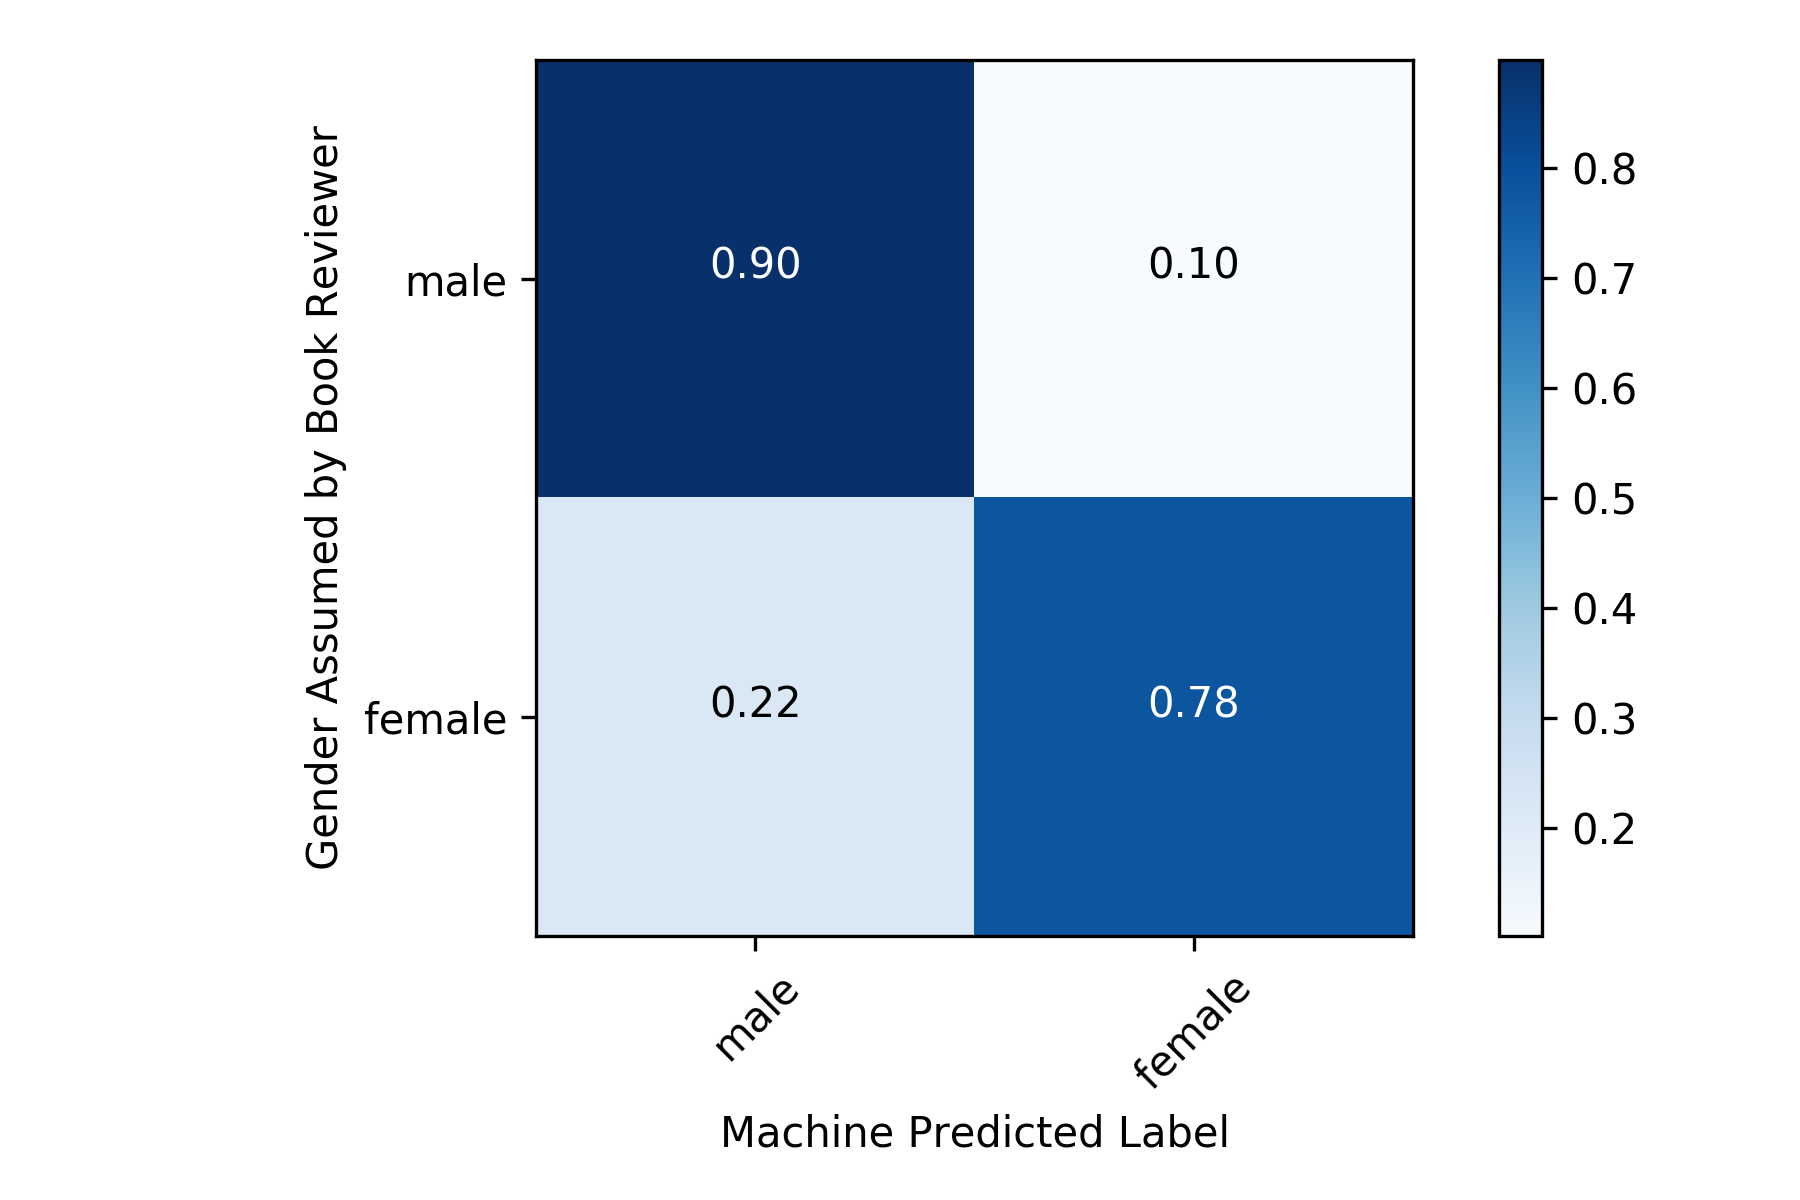 Gender Assumed by Book Reviewer
male
female
0.90
0.10
0.22
0.78
male
female
Machine Predicted Label
0.8
0.7
0.6
0.5
0.4
0.3
0.2